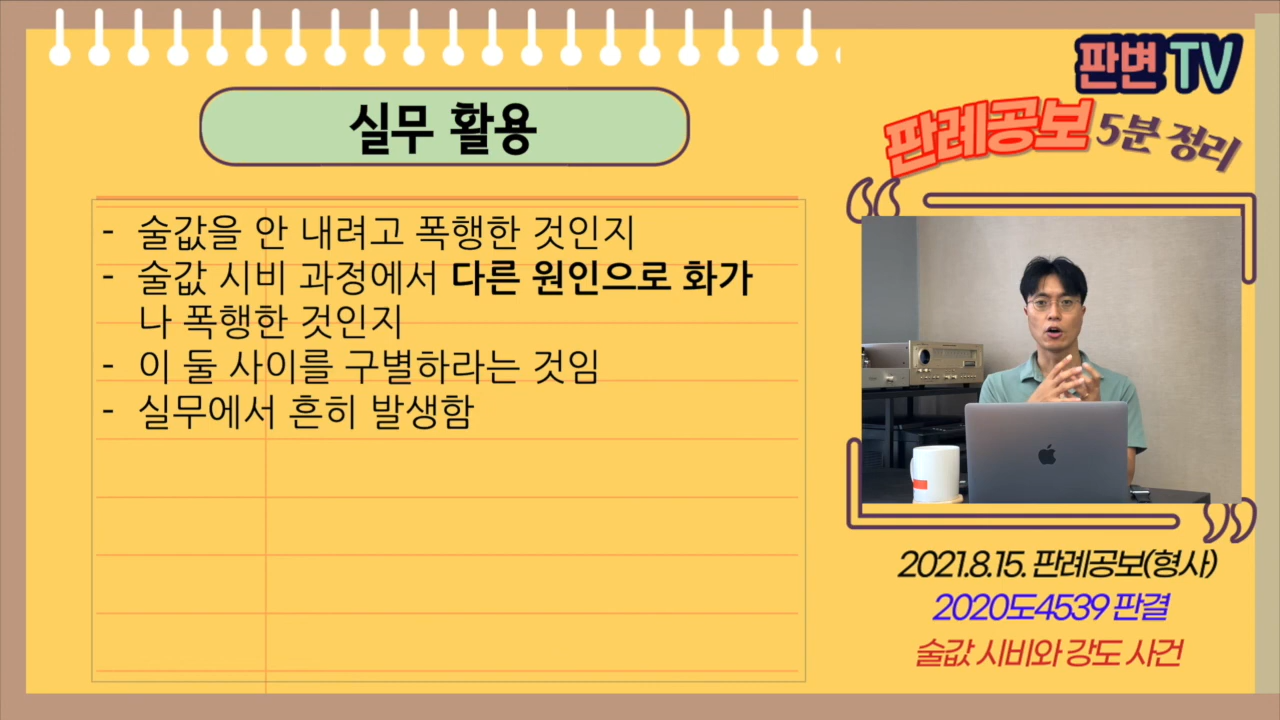 판변 TV
판례공보 5분 정리
실무 활용
- 술값을 안 내려고 폭행한 것인지
- 술값 시비 과정에서 다른 원인으로 화가
나 폭행한 것인지
- 이 둘 사이를 구별하라는 것임
- 실무에서 흔히 발생함
2021.8.15. 판례공보(형사)
2020도4539 판결
술값 시비와 강도 사건